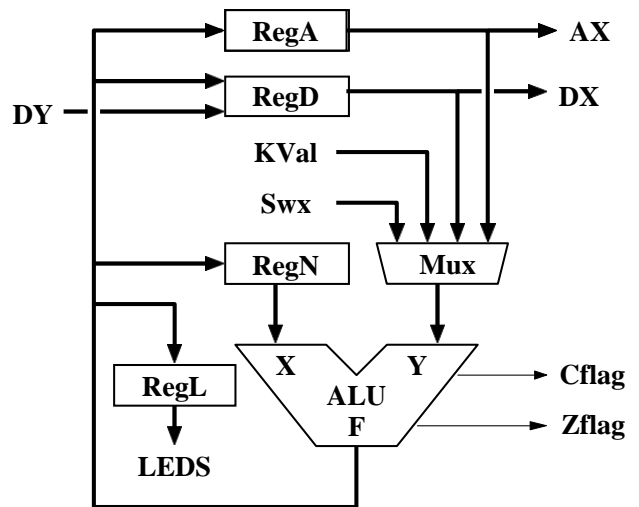 RegA
AX
RegD
DY
DX
KVal
Swx
RegN
Mux
X
Y
RegL
ALU
F
Cflag
Zflag
LEDS